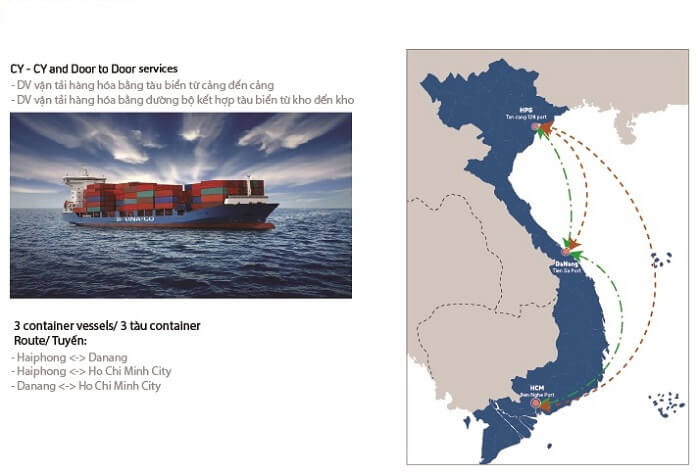 CY - CY and Door to Door services
- DV vận tải hàng hóa bằng tàu biển từ cảng đến cảng
- DV vận tải hàng hóa bằng đường bộ kết hợp tàu biển từ kho đến kho
3 container vessels/ 3 tàu container
Route/ Tuyến:
- Haiphong <-> Danang
- Haiphong <-> Ho Chi Minh City
- Danang <-> Ho Chi Minh City
HPG
Tan cang 128 port
DaNang
Tien Sa Port
HCM
Ben Nghe Port